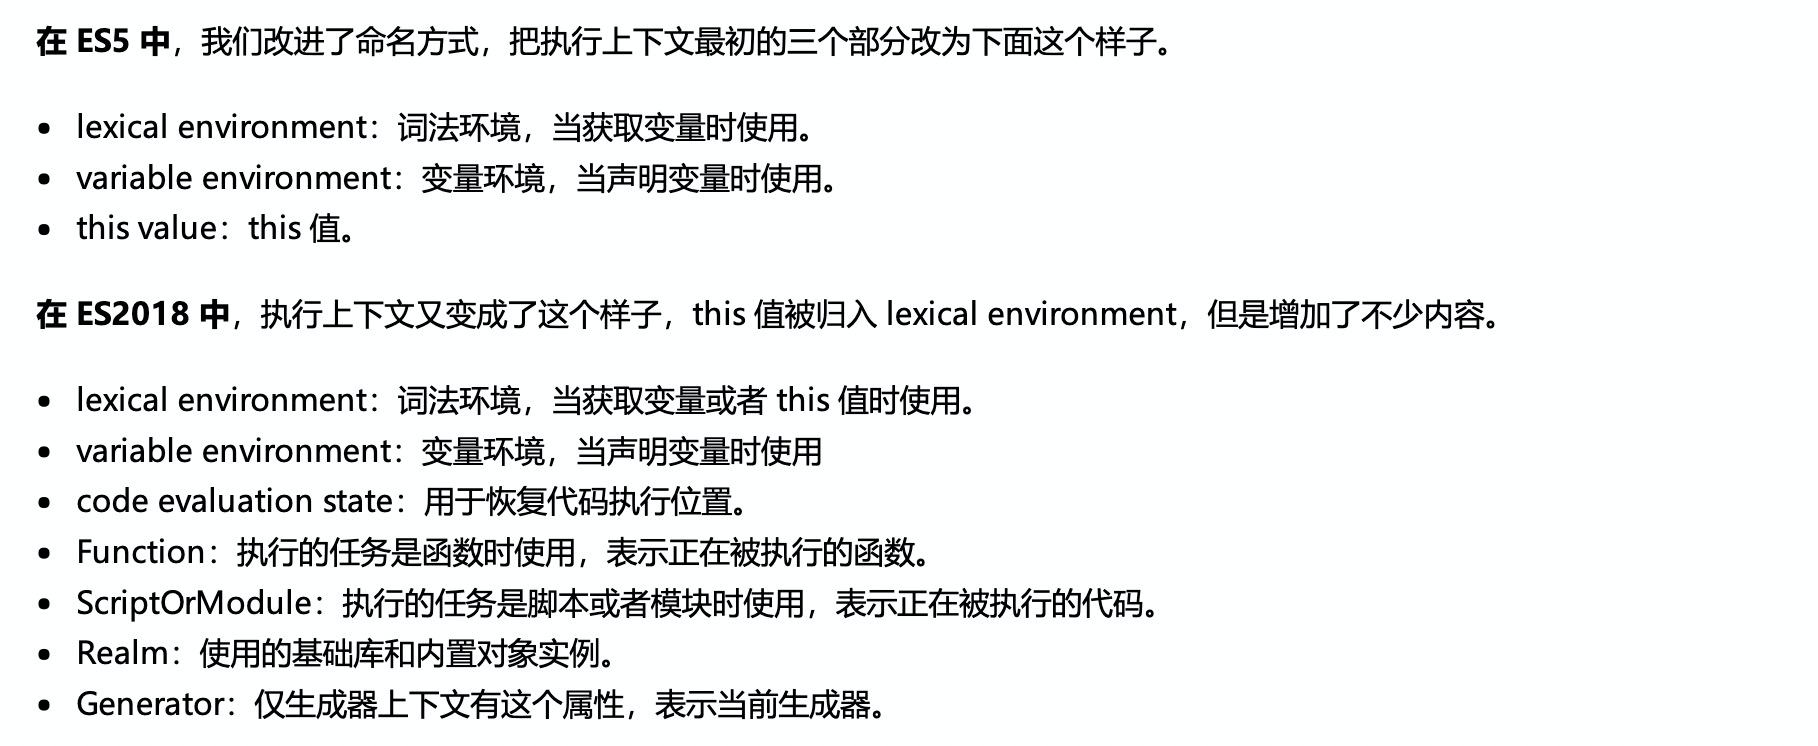 在 ES5 中，我们改进了命名方式，把执行上下文最初的三个部分改为下面这个样子。
• lexical environment：词法环境，当获取变量时使用。
• variable environment：变量环境，当声明变量时使用。
• this value：this 值。
在 ES2018 中，执行上下文又变成了这个样子，this 值被归入 lexical environment，但是增加了不少内容。
• lexical environment：词法环境，当获取变量或者 this 值时使用。
• variable environment：变量环境，当声明变量时使用
• code evaluation state：用于恢复代码执行位置。
• Function：执行的任务是函数时使用，表示正在被执行的函数。
• ScriptOrModule：执行的任务是脚本或者模块时使用，表示正在被执行的代码。
• Realm：使用的基础库和内置对象实例。
• Generator：仅生成器上下文有这个属性，表示当前生成器。